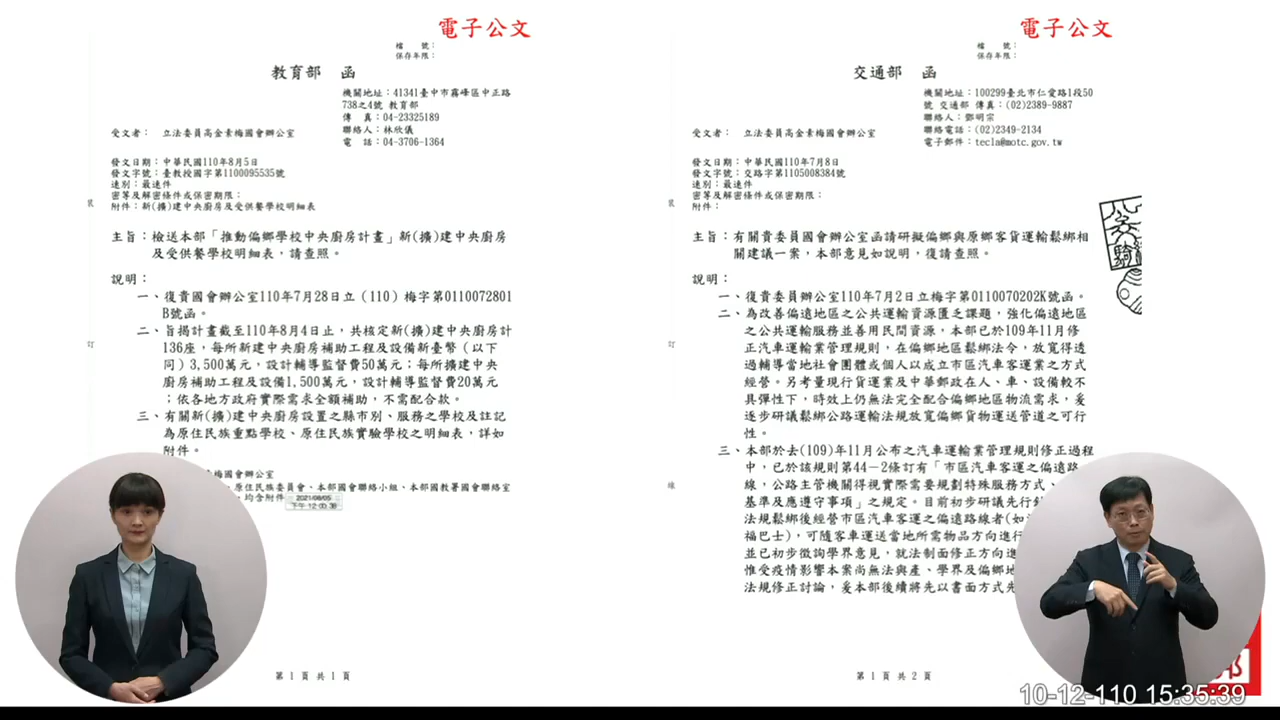 電子公文
檔　號：
保存年限：
教育部　函
機關地址：41341臺中市霧峰區中正路
738之4號 教育部
傳　真：04-23325189
聯絡人：林欣儀
電　話：04-3706-1364
受文者：　立法委員高金素梅國會辦公室
發文日期：中華民國110年8月5日
發文字號：臺教授國字第1100095535號
速別：最速件
密等及解密條件或保密期限：
附件：新(擴)建中央廚房及受供餐學校明細表
主旨：檢送本部「推動偏鄉學校中央廚房計畫」新(擴)建中央廚房
及受供餐學校明細表，請查照。
說明：
一、復貴國會辦公室110年7月28日立（110）梅字第0110072801
B號函。
二、旨揭計畫截至110年8月4日止，共核定新(擴)建中央廚房計
136座，每所新建中央廚房補助工程及設備新臺幣（以下
同）3,500萬元，設計輔導監督費50萬元；每所擴建中央
廚房補助工程及設備1,500萬元，設計輔導監督費20萬元
；依各地方政府實際需求全額補助，不需配合款。
三、有關新(擴)建中央廚房設置之縣市別、服務之學校及註記
為原住民族重點學校、原住民族實驗學校之明細表，詳如
附件。
梅國會辦公室
、原住民族委員會、本部國會聯絡小組、本部國教署國會聯絡室
，均含附件
2021/08/05
訂
第 1 頁 共 1 頁
電子公文
檔　號：
保存年限：
交通部　函
機關地址：100299臺北市仁愛路1段50
號 交通部 傳真：(02)2389-9887
聯絡人：鄭明宗
聯絡電話：(02)2349-2134
電子郵件：tecla@motc.gov.tw
受文者：　立法委員高金素梅國會辦公室
發文日期：中華民國110年7月8日
發文字號：交路字第1105008384號
速別：最速件
密等及解密條件或保密期限：
附件：
主旨：有關貴委員國會辦公室函請研擬偏鄉與原鄉客貨運輸鬆綁相
關建議一案，本部意見如說明，復請查照。
說明：
一、復貴委員辦公室110年7月2日立梅字第0110070202K號函。
二、為改善偏遠地區之公共運輸資源匱乏課題，強化偏遠地區
之公共運輸服務並善用民間資源，本部已於109年11月修
正汽車運輸業管理規則，在偏鄉地區鬆綁法令，放寬得透
過輔導當地社會團體或個人以成立市區汽車客運業之方式
經營。另考量現行貨運業及中華郵政在人、車、設備較不
具彈性下，時效上仍無法完全配合偏鄉地區物流需求，爰
逐步研議鬆綁公路運輸法規放寬偏鄉貨物運送管道之可行
性。
三、本部於去(109)年11月公布之汽車運輸業管理規則修正過程
中，已於該規則第44－2條訂有「市區汽車客運之偏遠路
線，公路主管機關得視實際需要規劃特殊服務方式、
基準及應遵守事項」之規定。目前初步研議先行
法規鬆綁後經營市區汽車客運之偏遠路線者(如
福巴士)，可隨客車運送當地所需物品方向進行
並已初步徵詢學界意見，就法制面修正方向進
惟受疫情影響本案尚無法與產、學界及偏鄉地
法規修正討論，爰本部後續將先以書面方式先
訂
線
第 1 頁 共 2 頁
10-12-110 15:35:39